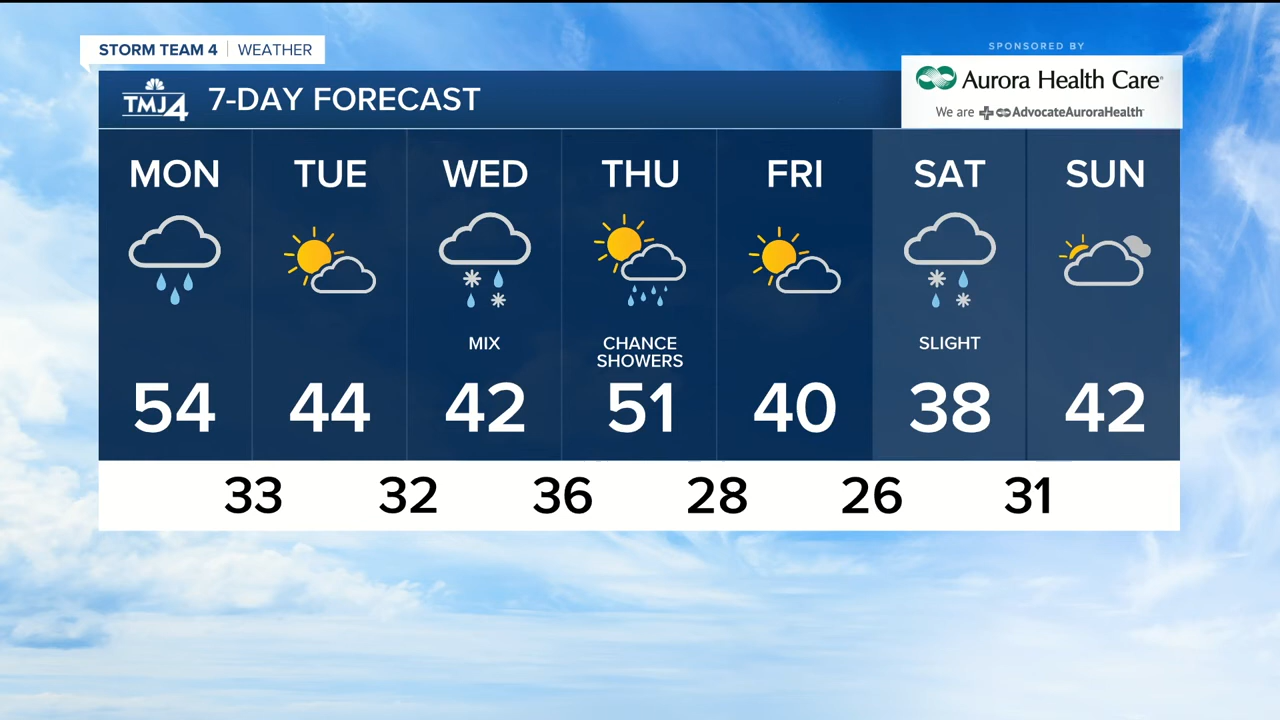 STORM TEAM 4 | WEATHER
SPONSORED BY
Aurora Health Care
We are AdvocateAuroraHealth
TMJ4
7-DAY FORECAST
MON TUE WED THU FRI SAT SUN
MIX CHANCE SHOWERS SLIGHT
54 44 42 51 40 38 42
33 32 36 28 26 31